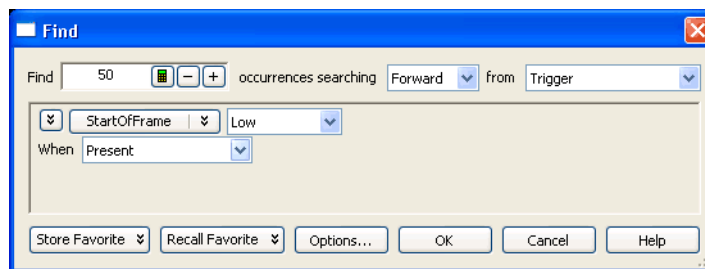 Find
Find 50 − + occurrences searching Forward from Trigger
StartOfFrame Low
When Present
Store Favorite Recall Favorite Options... OK Cancel Help